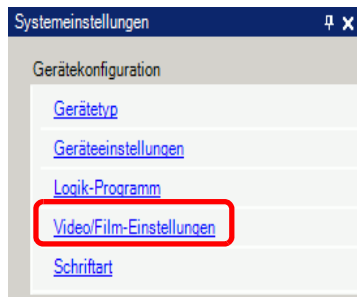 Systemeinstellungen
Gerätekonfiguration
Gerätetyp
Geräteeinstellungen
Logik-Programm
Video/Film-Einstellungen
Schriftart